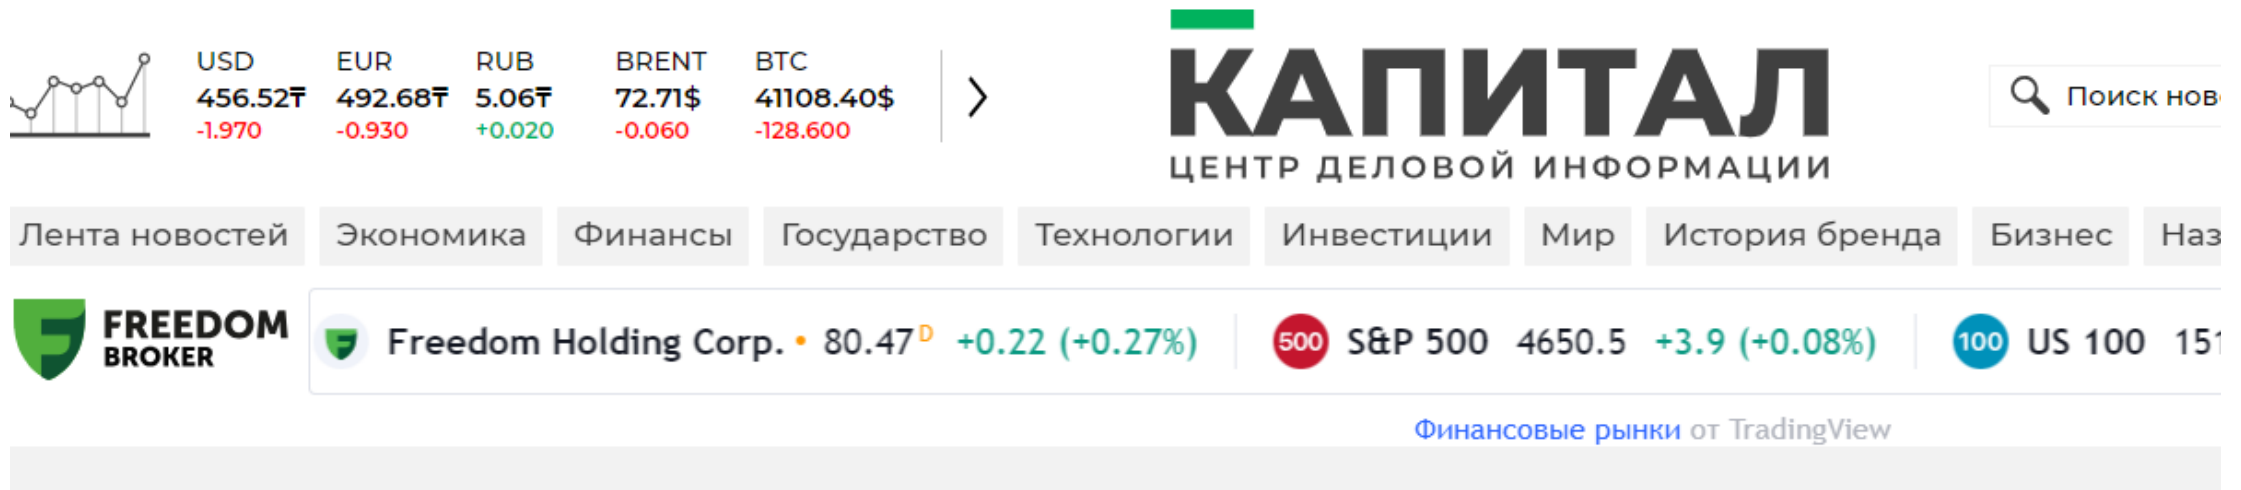 USD EUR RUB BRENT BTC
456.52₸ 492.68₸ 5.06₸ 72.71$ 41108.40$
-1.970 -0.930 +0.020 -0.060 -128.600
КАПИТАЛ
ЦЕНТР ДЕЛОВОЙ ИНФОРМАЦИИ
Поиск нов
Лента новостей Экономика Финансы Государство Технологии Инвестиции Мир История бренда Бизнес Наз
FREEDOM
BROKER
Freedom Holding Corp. • 80.47 D +0.22 (+0.27%) 500 S&P 500 4650.5 +3.9 (+0.08%) 100 US 100 151
Финансовые рынки от TradingView